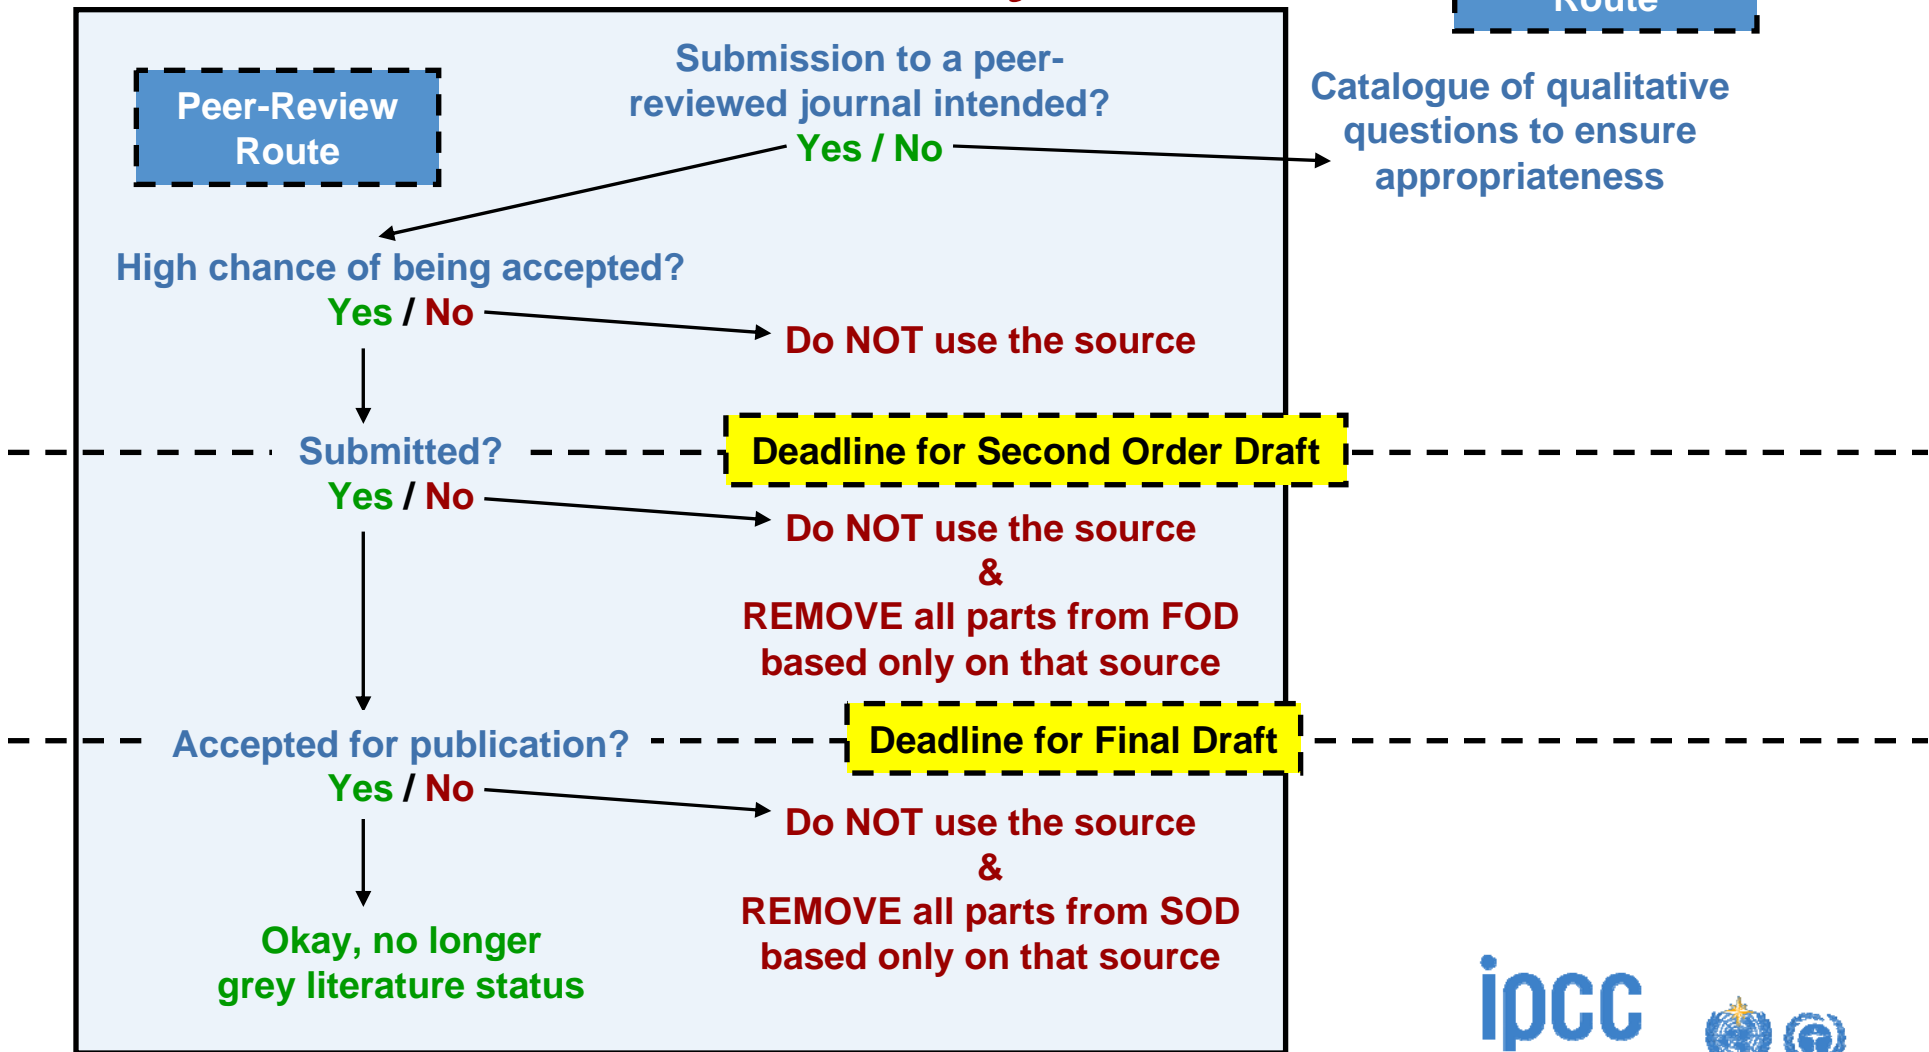 Route
Submission to a peer-
reviewed journal intended?
Yes / No
Peer-Review
Route
Catalogue of qualitative
questions to ensure
appropriateness
High chance of being accepted?
Yes / No
Do NOT use the source
Submitted?
Deadline for Second Order Draft
Yes / No
Do NOT use the source
&
REMOVE all parts from FOD
based only on that source
Accepted for publication?
Deadline for Final Draft
Yes / No
Do NOT use the source
&
REMOVE all parts from SOD
based only on that source
Okay, no longer
grey literature status
ipcc